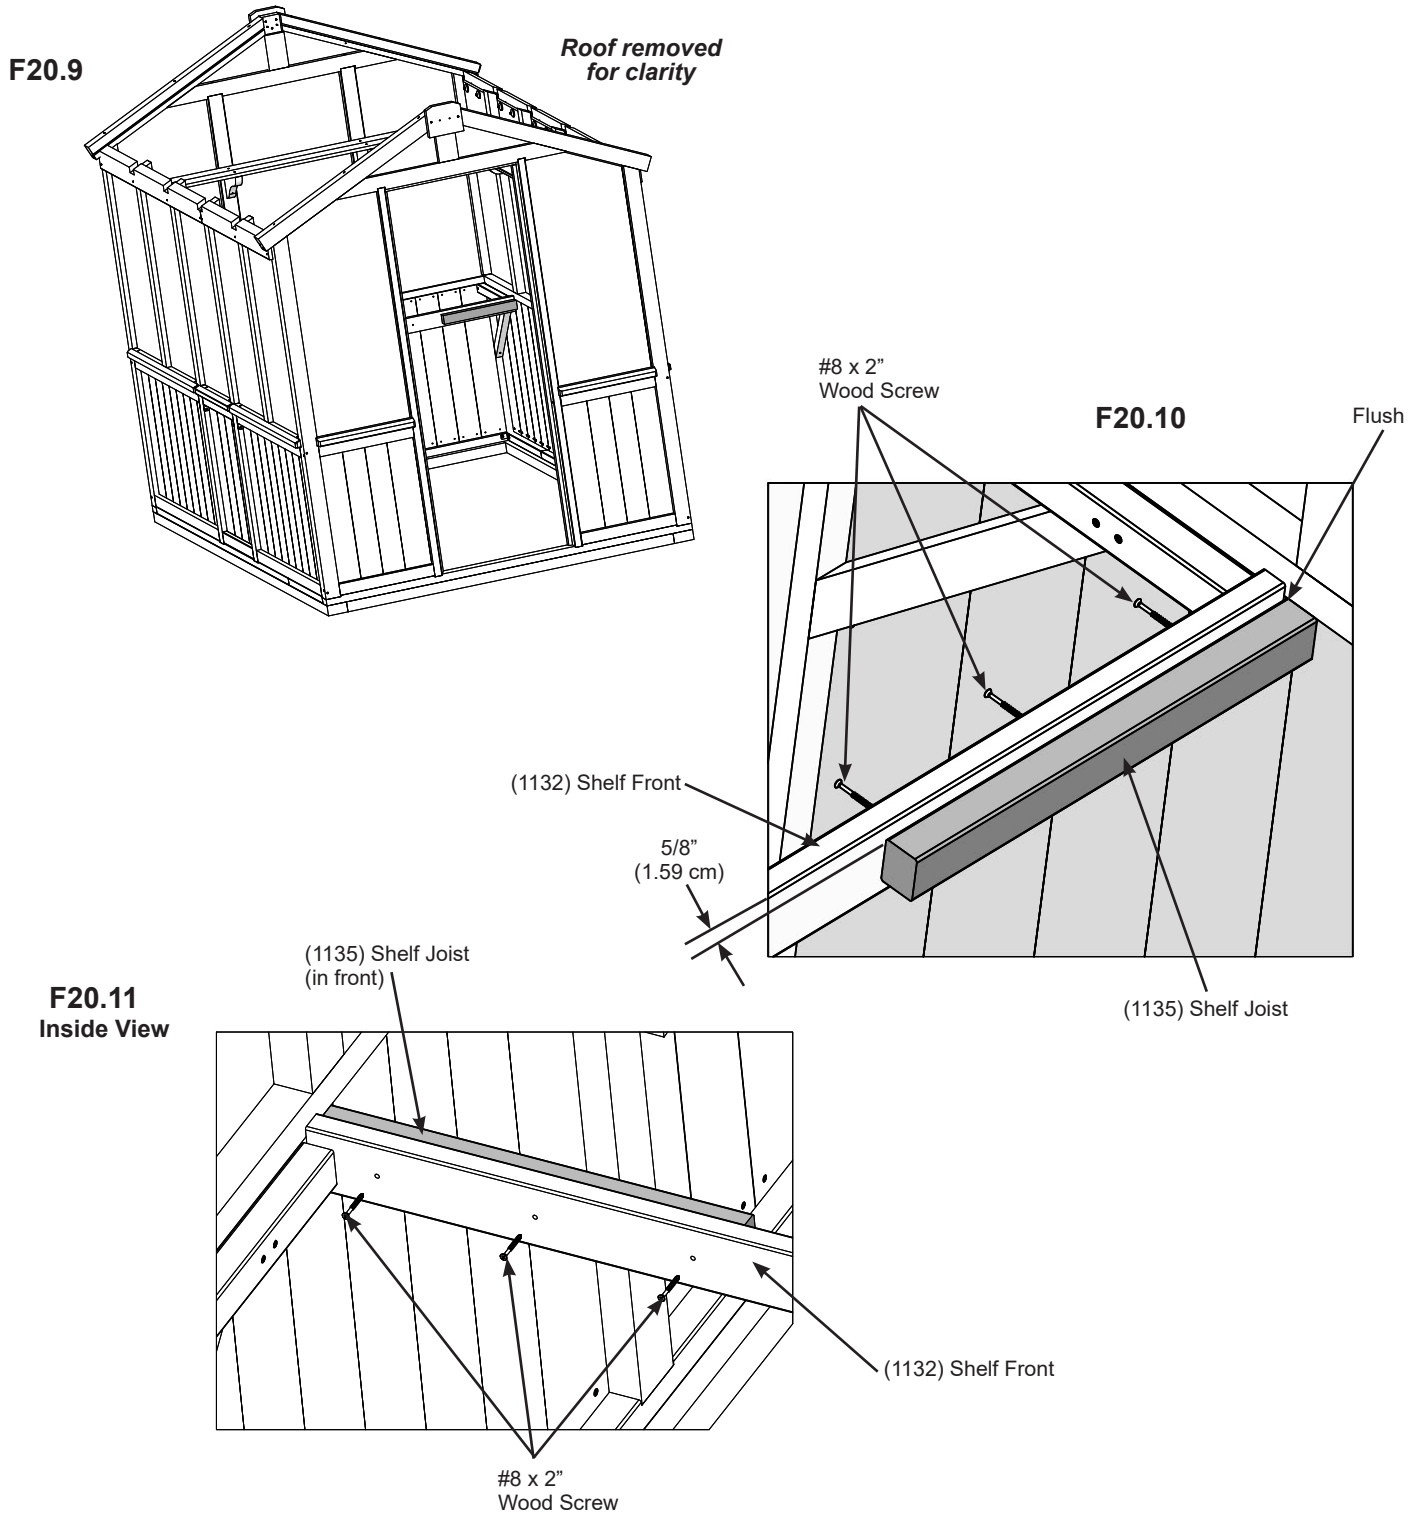 F20.9
Roof removed
for clarity
#8 x 2”
Wood Screw
F20.10
Flush
(1132) Shelf Front
5/8”
(1.59 cm)
(1135) Shelf Joist
(1135) Shelf Joist
(in front)
F20.11
Inside View
(1132) Shelf Front
#8 x 2”
Wood Screw